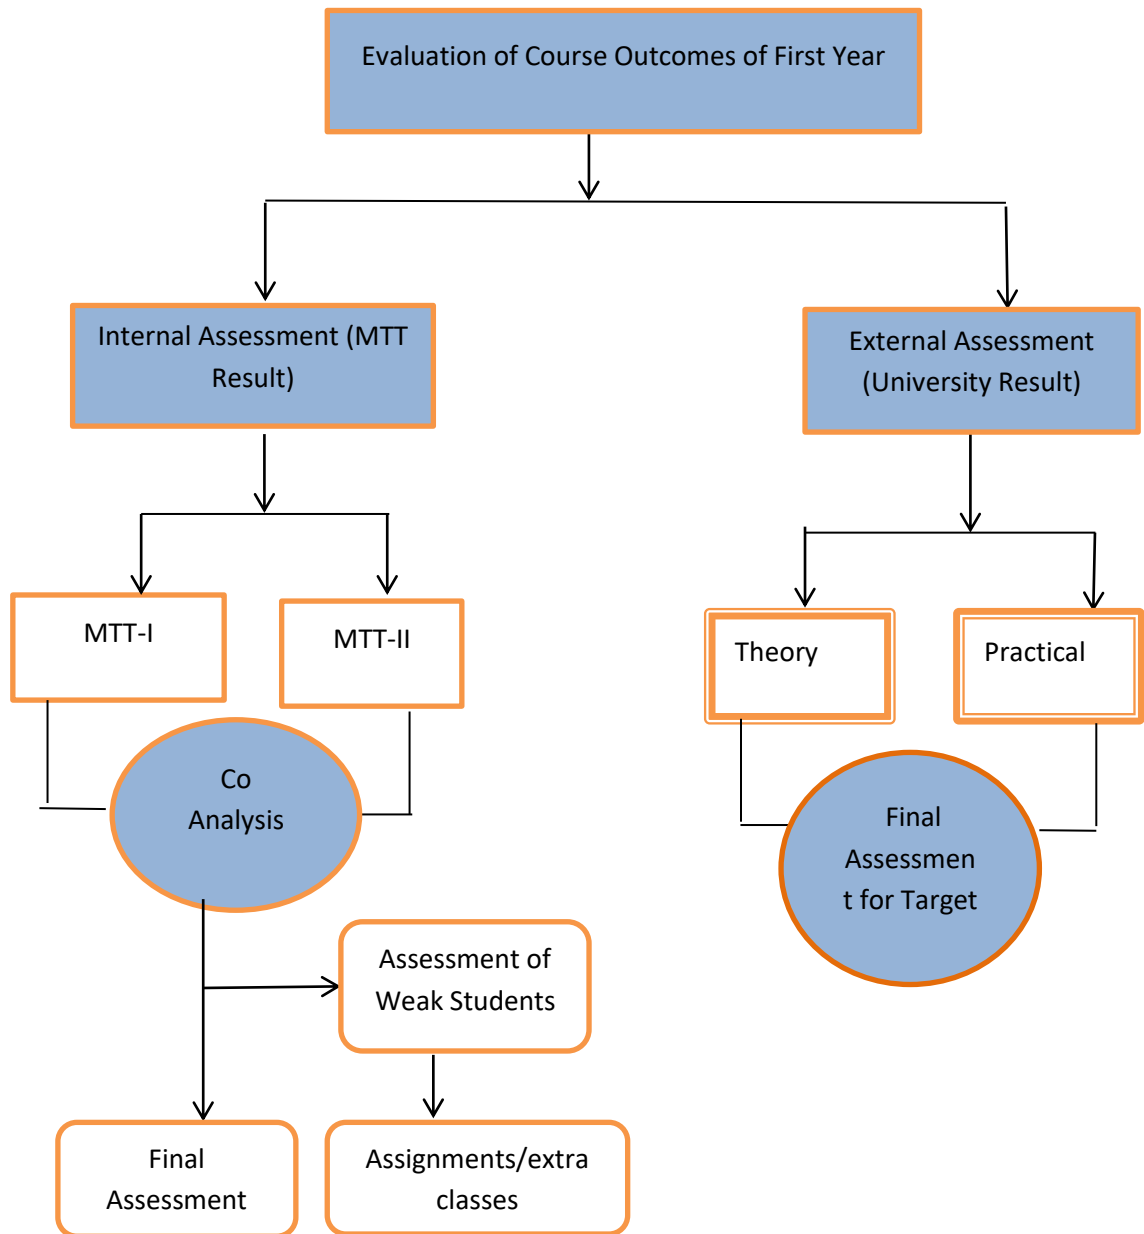 Evaluation of Course Outcomes of First Year
Internal Assessment (MTT
Result)
External Assessment
(University Result)
MTT-I
MTT-II
Theory
Practical
Co
Analysis
Final
Assessmen
t for Target
Assessment of
Weak Students
Final
Assessment
Assignments/extra
classes